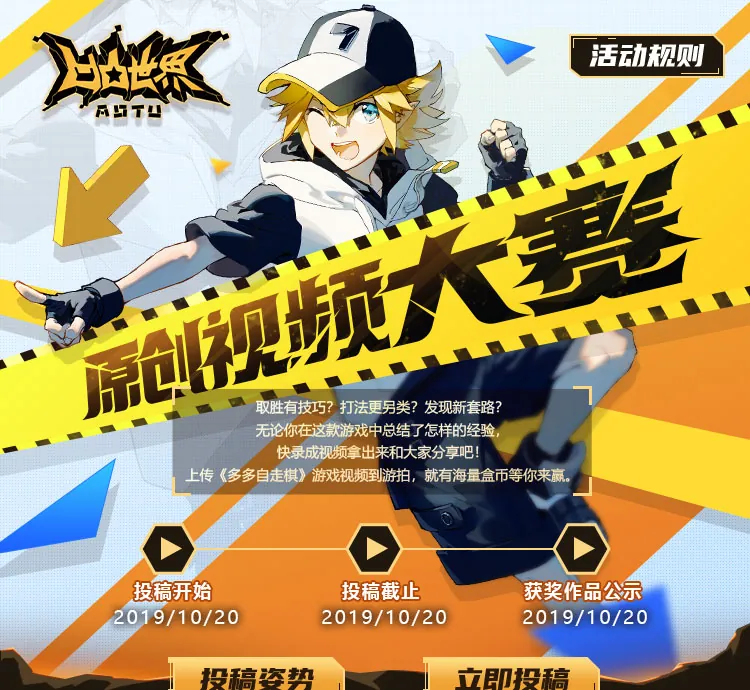 凹凸世界
AOTU
活动规则
7
原创视频大赛
取胜有技巧?打法更另类?发现新套路?
无论你在这款游戏中总结了怎样的经验,
快录成视频拿出来和大家分享吧!
上传《多多自走棋》游戏视频到游拍,就有海量盒币等你来赢。
投稿开始 投稿截止 获奖作品公示
2019/10/20 2019/10/20 2019/10/20
投稿姿势 立即投稿